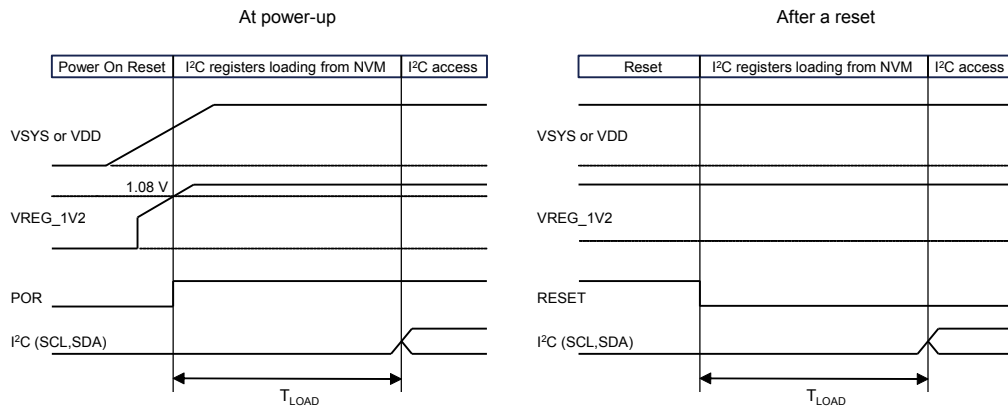 At power-up
Power On Reset I²C registers loading from NVM I²C access
VSYS or VDD
1.08 V
VREG_1V2
POR
I²C (SCL,SDA)
T_LOAD
After a reset
Reset I²C registers loading from NVM I²C access
VSYS or VDD
VREG_1V2
RESET
I²C (SCL,SDA)
T_LOAD